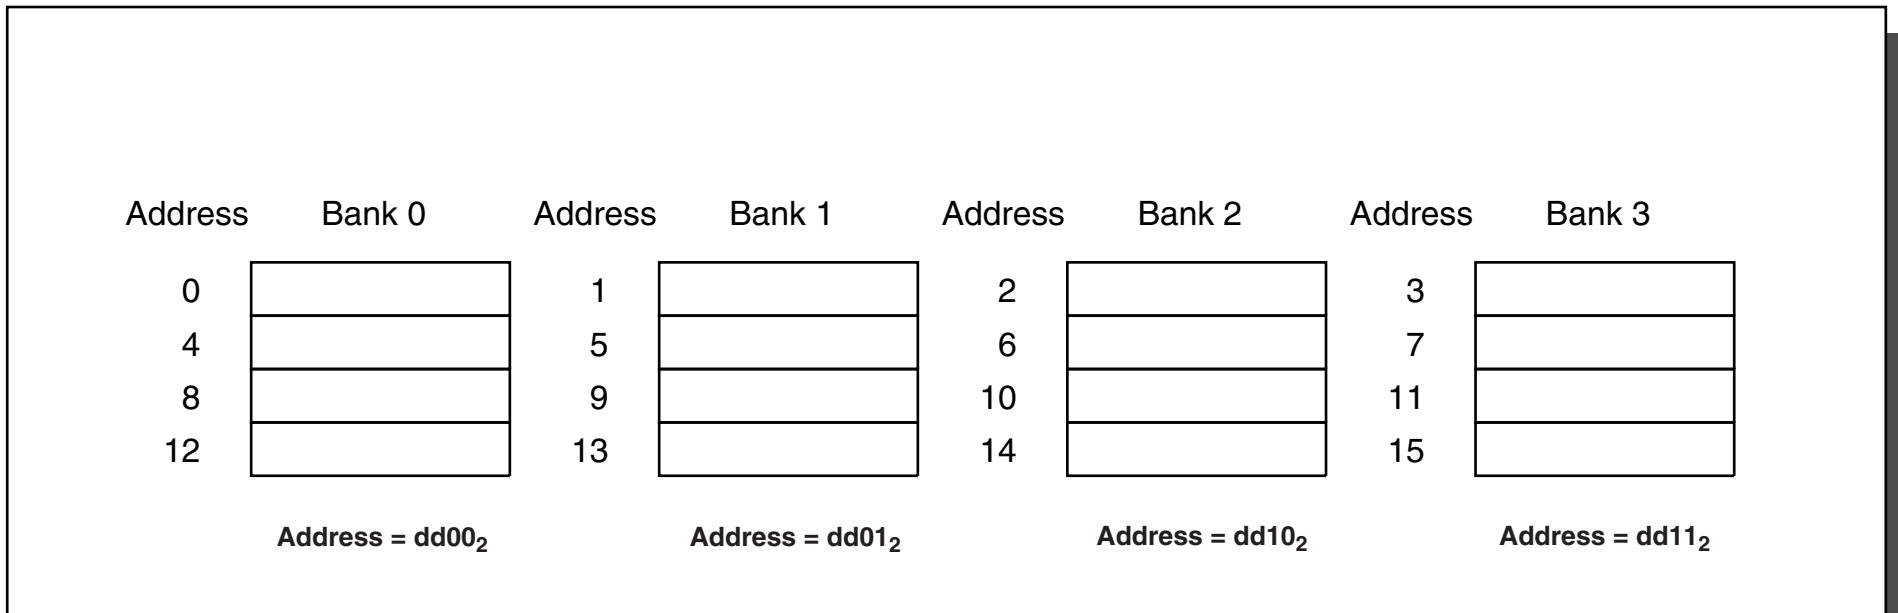 Address Bank 0 Address Bank 1 Address Bank 2 Address Bank 3
0 1 2 3
4 5 6 7
8 9 10 11
12 13 14 15
Address = dd00₂ Address = dd01₂ Address = dd10₂ Address = dd11₂